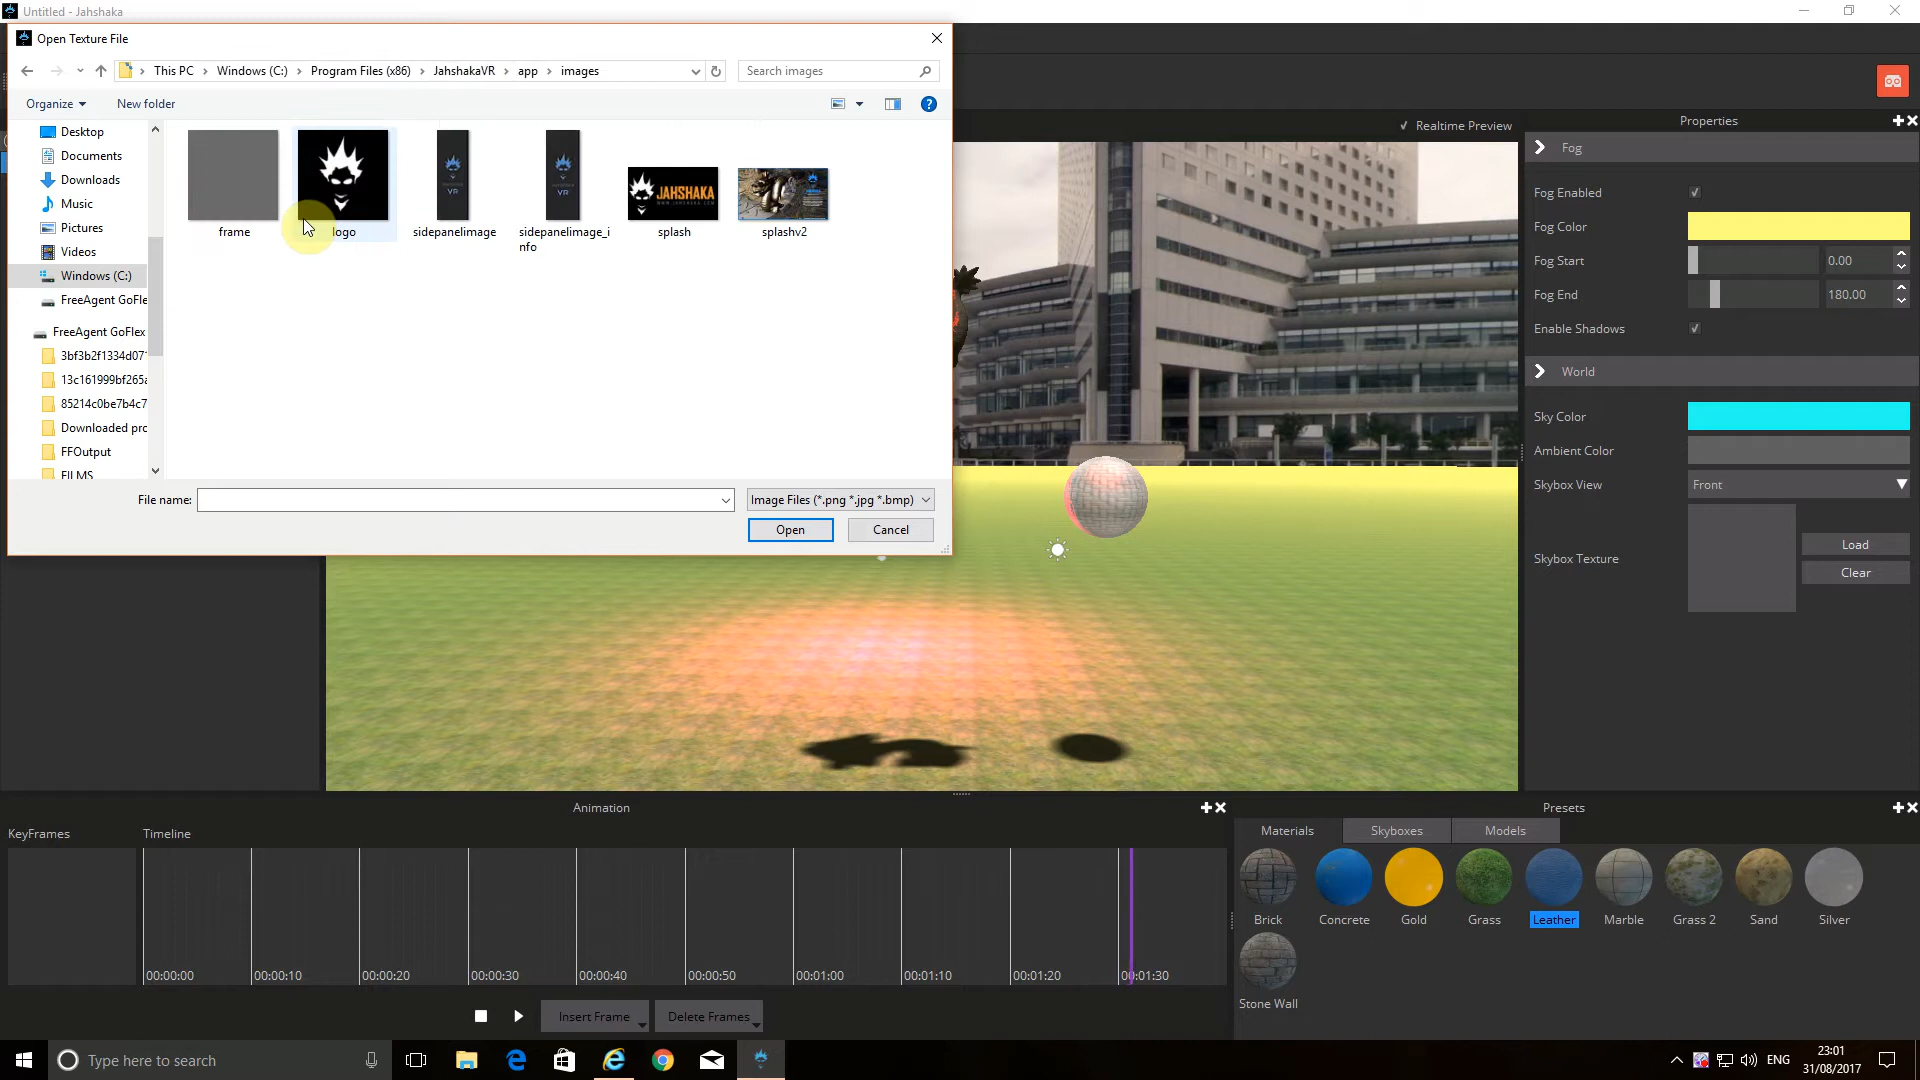 Untitled - Jahshaka
Open Texture File
This PC > Windows (C:) > Program Files (x86) > JahshakaVR > app > images
Search images
Organize
New folder
Desktop
Documents
Downloads
Music
Pictures
Videos
Windows (C:)
FreeAgent GoFle
FreeAgent GoFlex
3bf3b2f1334d071
13c161999bf265a
85214c0be7b4c7
Downloaded pro
FFOutput
FILMS
frame
logo
sidepanelimage
sidepanelimage_i
nfo
JAHSHAKA
splash
splashv2
VR
VR
File name:
Image Files (*.png *.jpg *.bmp)
Open
Cancel
Realtime Preview
Properties
Fog
Fog Enabled
Fog Color
Fog Start
0.00
Fog End
180.00
Enable Shadows
World
Sky Color
Ambient Color
Skybox View
Front
Skybox Texture
Load
Clear
Animation
KeyFrames
Timeline
00:00:00
00:00:10
00:00:20
00:00:30
00:00:40
00:00:50
00:01:00
00:01:10
00:01:20
00:01:30
Insert Frame
Delete Frames
Presets
Materials
Skyboxes
Models
Brick
Concrete
Gold
Grass
Leather
Marble
Grass 2
Sand
Silver
Stone Wall
Type here to search
ENG
23:01
31/08/2017